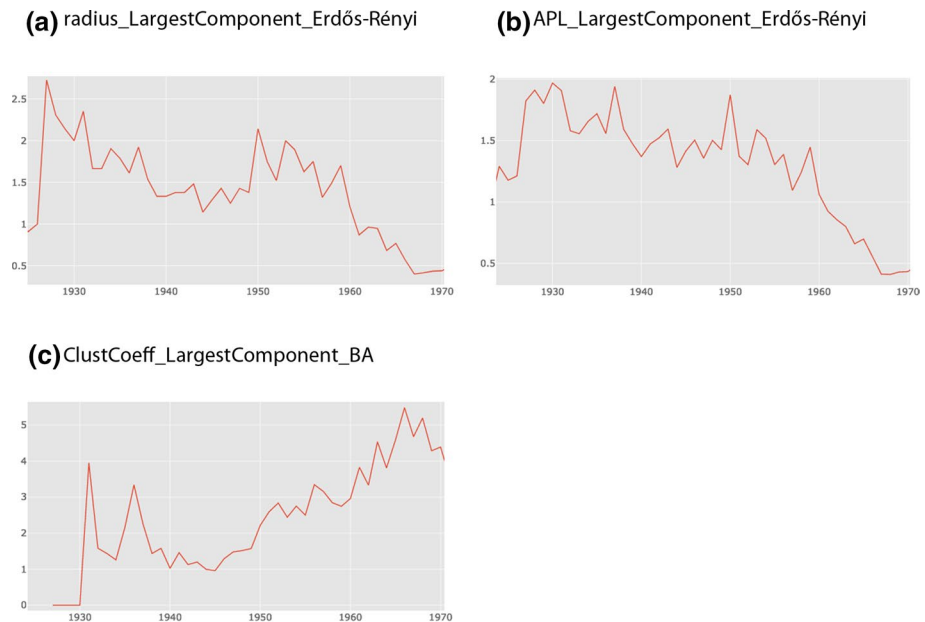 (a) radius_LargestComponent_Erdős-Rényi
2.5
2
1.5
1
0.5
1930 1940 1950 1960 1970
(b) APL_LargestComponent_Erdős-Rényi
2
1.5
1
0.5
1930 1940 1950 1960 1970
(c) ClustCoeff_LargestComponent_BA
5
4
3
2
1
0
1930 1940 1950 1960 1970